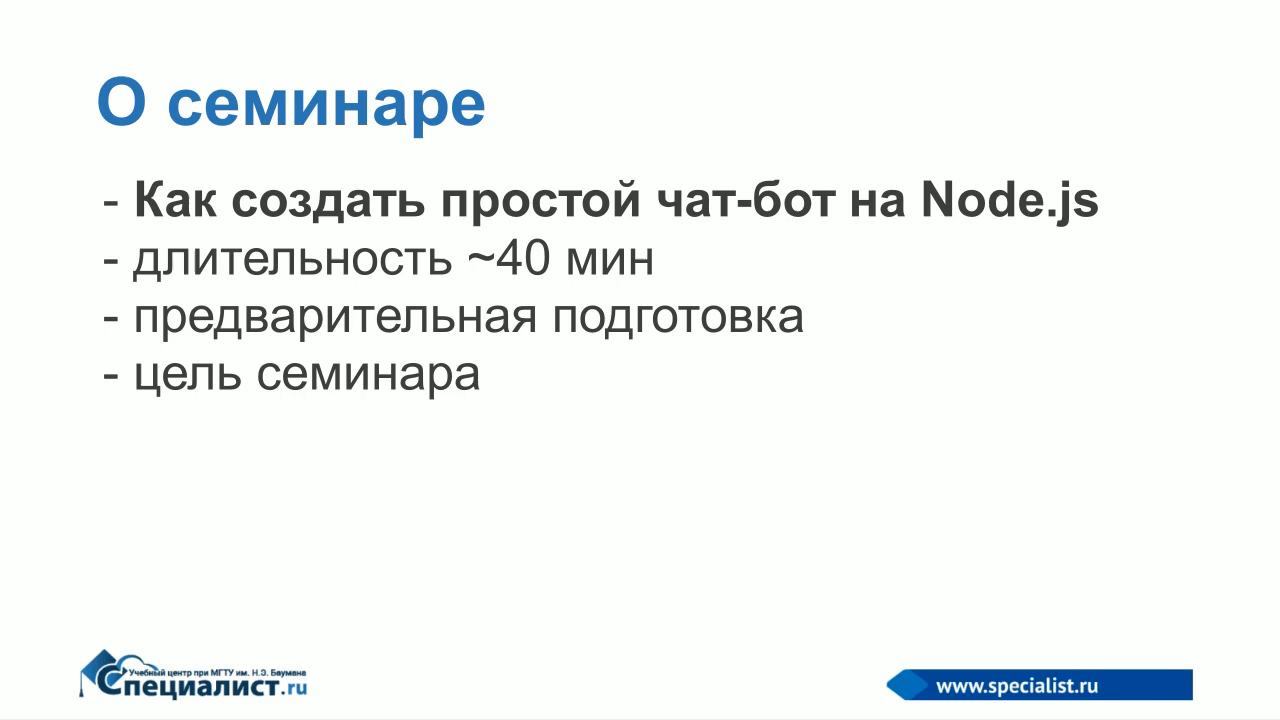 О семинаре
- Как создать простой чат-бот на Node.js
- длительность ~40 мин
- предварительная подготовка
- цель семинара
Учебный центр при МГТУ им. Н.Э. Баумана
Специалист.ru
www.specialist.ru